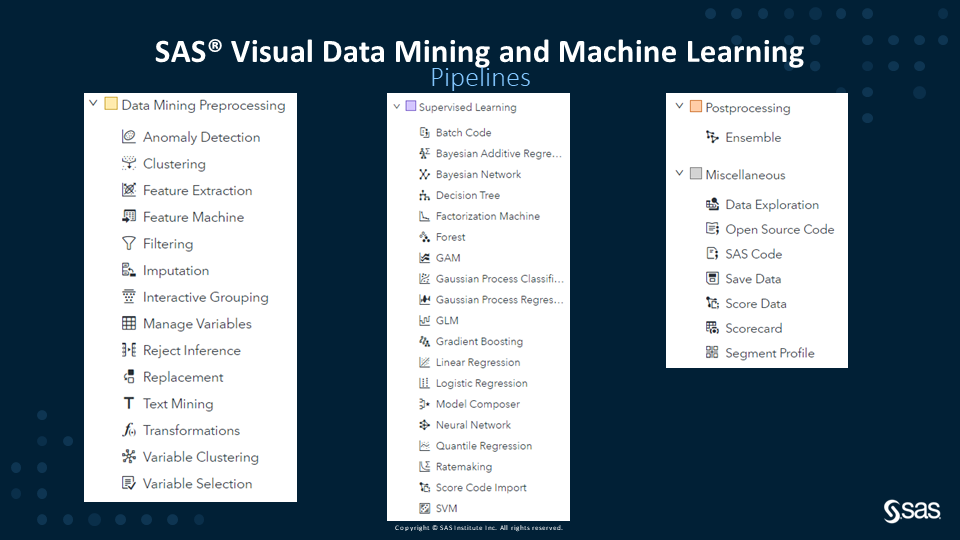 SAS® Visual Data Mining and Machine Learning
Pipelines
Data Mining Preprocessing
Anomaly Detection
Clustering
Feature Extraction
Feature Machine
Filtering
Imputation
Interactive Grouping
Manage Variables
Reject Inference
Replacement
Text Mining
Transformations
Variable Clustering
Variable Selection
Supervised Learning
Batch Code
Bayesian Additive Regre...
Bayesian Network
Decision Tree
Factorization Machine
Forest
GAM
Gaussian Process Classifi...
Gaussian Process Regres...
GLM
Gradient Boosting
Linear Regression
Logistic Regression
Model Composer
Neural Network
Quantile Regression
Ratemaking
Score Code Import
SVM
Postprocessing
Ensemble
Miscellaneous
Data Exploration
Open Source Code
SAS Code
Save Data
Score Data
Scorecard
Segment Profile
Copyright © SAS Institute Inc. All rights reserved.
sas